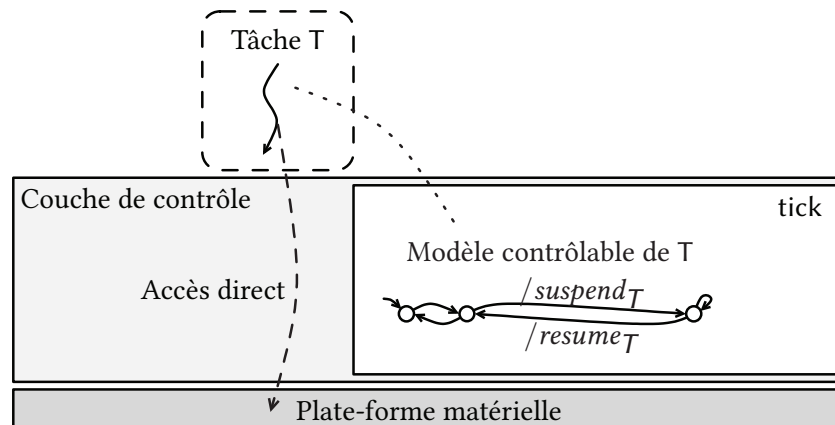 Tâche T
Couche de contrôle
tick
Modèle contrôlable de T
/suspendT
Accès direct
/resumeT
Plate-forme matérielle